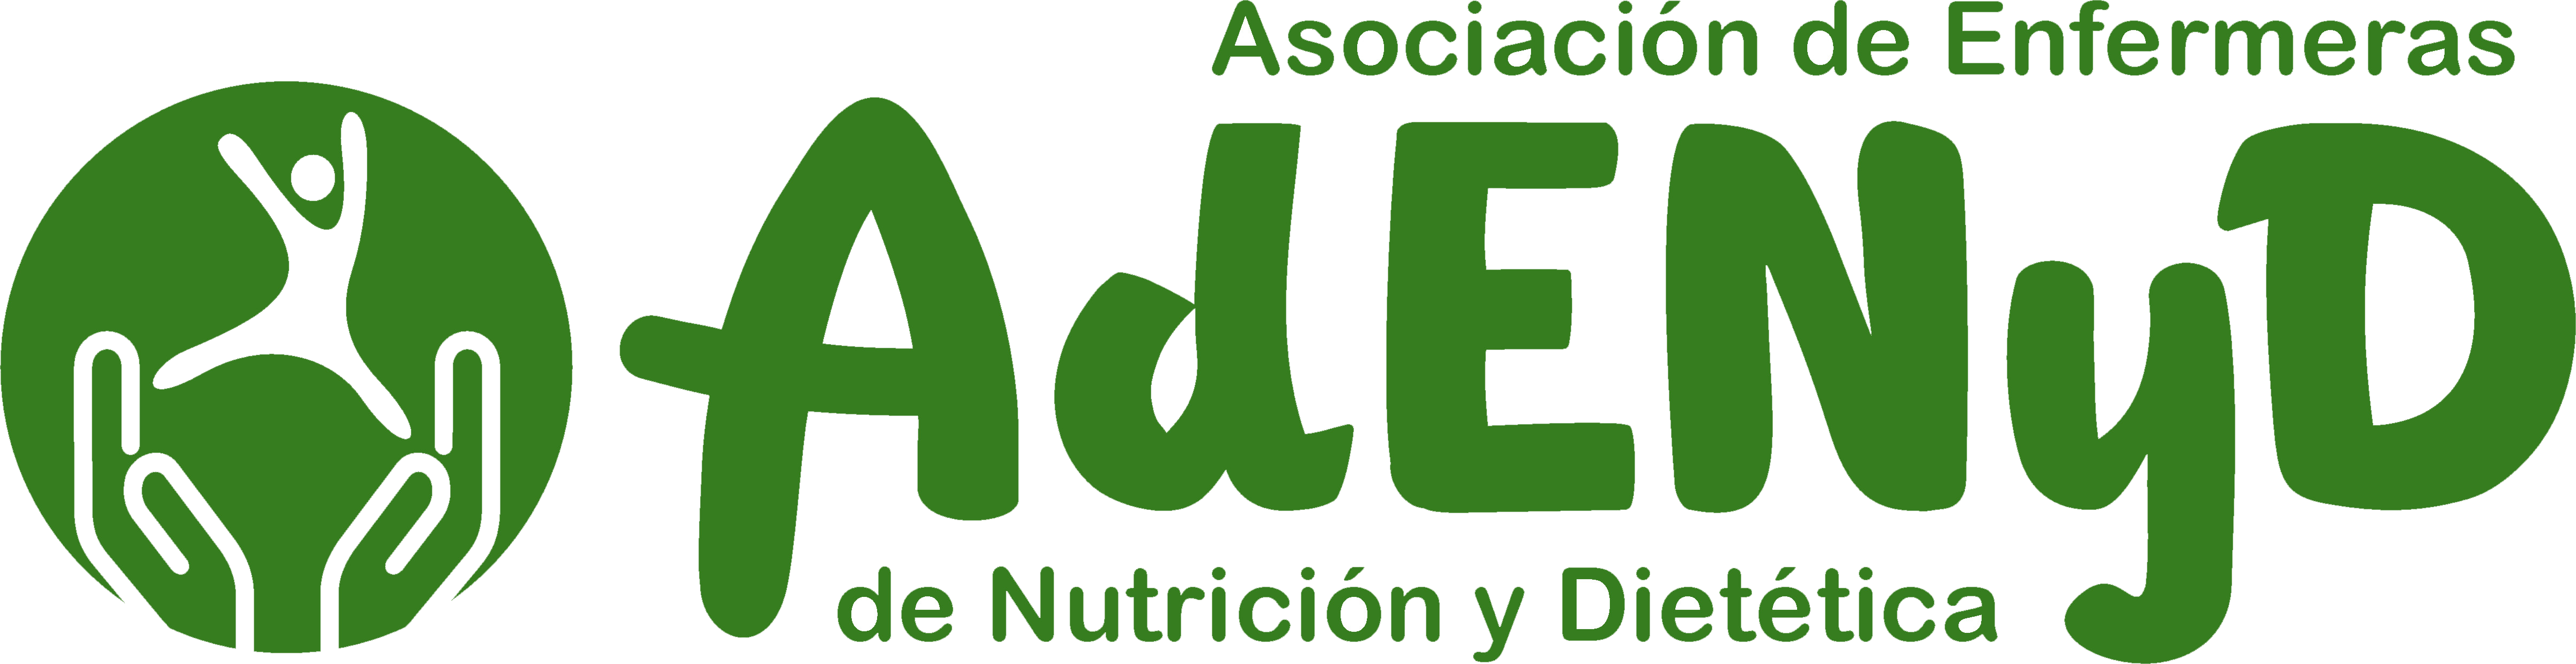 Asociación de Enfermeras
AdENyD
de Nutrición y Dietética